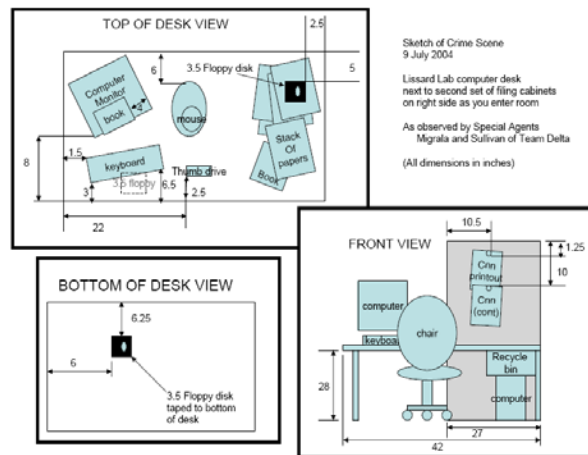 TOP OF DESK VIEW
2.5
6
3.5 Floppy disk
5
Computer
Monitor
book
4
mouse
8
1.5
keyboard
3.5 floppy
3
6.5
Thumb drive
2.5
22
Stack
Of
papers
Book
Sketch of Crime Scene
9 July 2004
Lissard Lab computer desk
next to second set of filing cabinets
on right side as you enter room
As observed by Special Agents
Migrala and Sullivan of Team Delta
(All dimensions in inches)
BOTTOM OF DESK VIEW
6.25
6
3.5 Floppy disk
taped to bottom
of desk
FRONT VIEW
10.5
1.25
10
Cnn
printout
Cnn
(cont)
computer
keyboard
chair
Recycle
bin
computer
28
27
42